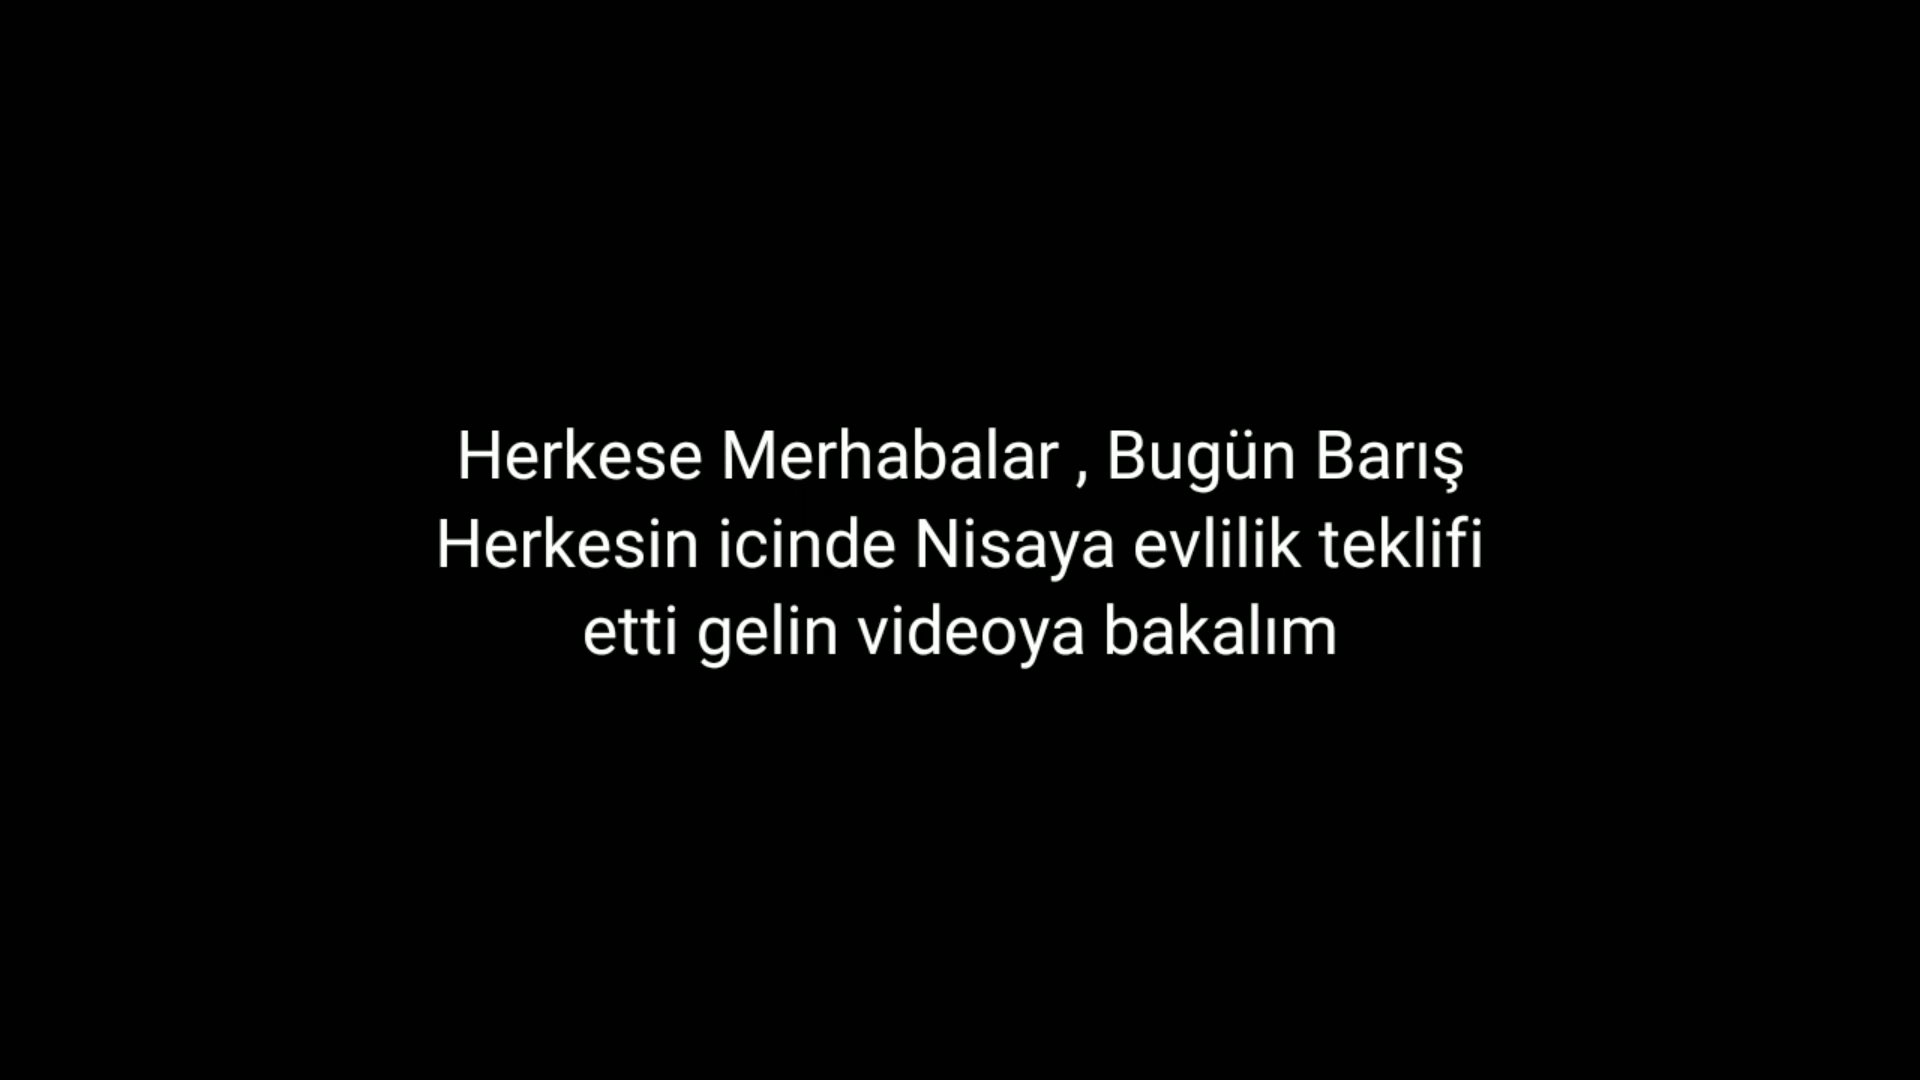 Herkese Merhabalar , Bugün Barış
Herkesin icinde Nisaya evlilik teklifi
etti gelin videoya bakalım